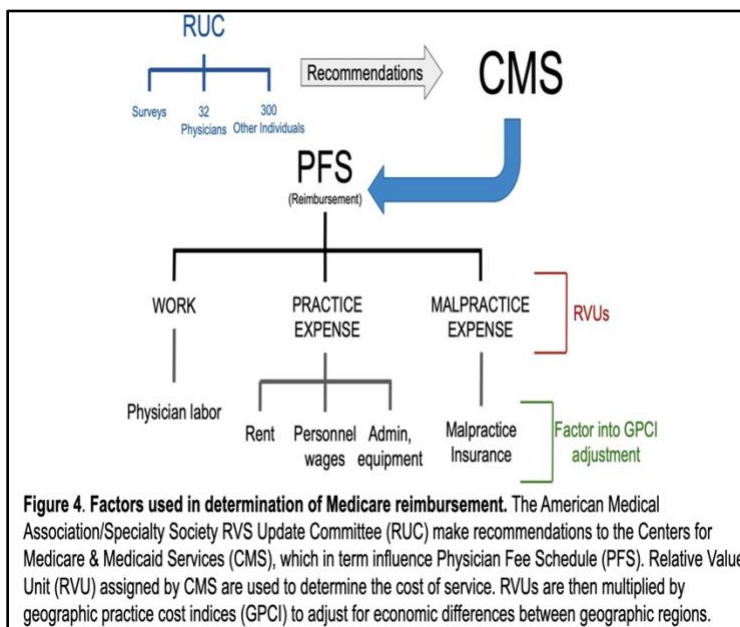 RUC
Recommendations
CMS
Surveys
32
Physicians
300
Other Individuals
PFS
(Reimbursement)
WORK
PRACTICE
EXPENSE
MALPRACTICE
EXPENSE
RVUs
Physician labor
Rent
Personnel
wages
Admin,
equipment
Malpractice
Insurance
Factor into GPCI
adjustment
Figure 4. Factors used in determination of Medicare reimbursement. The American Medical
Association/Specialty Society RVS Update Committee (RUC) make recommendations to the Centers for
Medicare & Medicaid Services (CMS), which in term influence Physician Fee Schedule (PFS). Relative Value
Unit (RVU) assigned by CMS are used to determine the cost of service. RVUs are then multiplied by
geographic practice cost indices (GPCI) to adjust for economic differences between geographic regions.